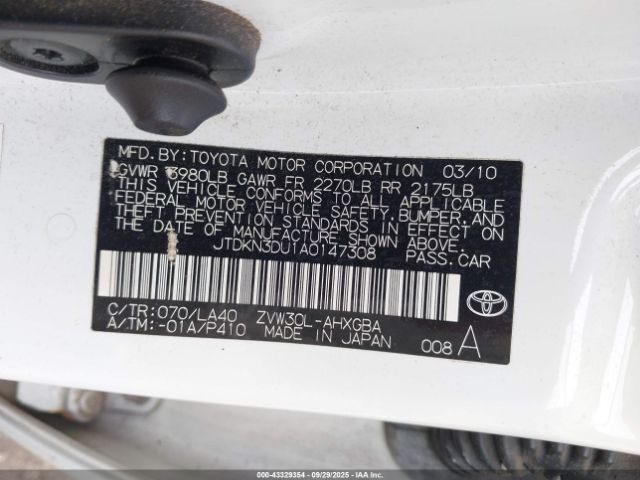 MFD. BY: TOYOTA MOTOR CORPORATION 03/10
GVWR 3980LB GAWR FR 2270LB RR 2175LB
THIS VEHICLE CONFORMS TO ALL APPLICABLE
FEDERAL MOTOR VEHICLE SAFETY, BUMPER, AND
THEFT PREVENTION STANDARDS IN EFFECT ON
THE DATE OF MANUFACTURE SHOWN ABOVE.
JTDKN3DU1A0147308 PASS.CAR
C/TR: 070/LA40 ZVW30L-AHXGBA
A/TM: -01A/P410 MADE IN JAPAN
008 A
000-43329354 | 09/29/2025 | IAAI.COM